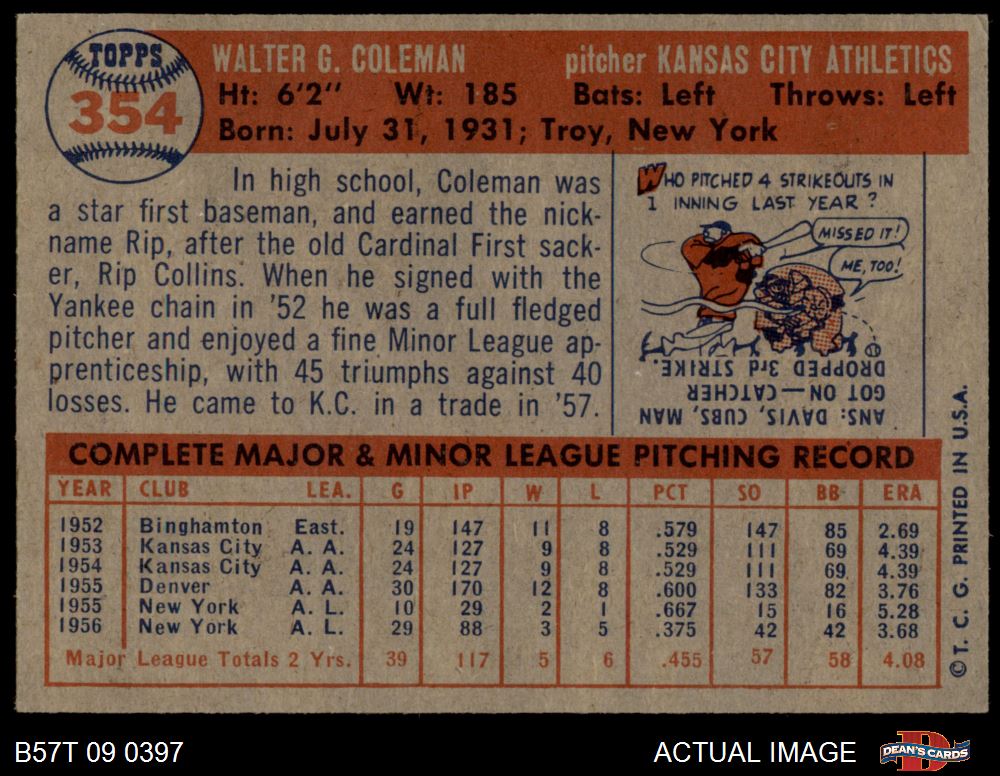 TOPPS
354
WALTER G. COLEMAN pitcher KANSAS CITY ATHLETICS
Ht: 6'2" Wt: 185 Bats: Left Throws: Left
Born: July 31, 1931; Troy, New York
In high school, Coleman was
a star first baseman, and earned the nick-
name Rip, after the old Cardinal First sack-
er, Rip Collins. When he signed with the
Yankee chain in '52 he was a full fledged
pitcher and enjoyed a fine Minor League ap-
prenticeship, with 45 triumphs against 40
losses. He came to K.C. in a trade in '57.
WHO PITCHED 4 STRIKEOUTS IN
1 INNING LAST YEAR?
MISSED IT!
ME, TOO!
ANS: DAVIS, CUBS, MAN
GOT ON—CATCHER
DROPPED 3rd STRIKE.
COMPLETE MAJOR & MINOR LEAGUE PITCHING RECORD
YEAR CLUB LEA. G IP W L PCT SO BB ERA
1952 Binghamton East. 19 147 11 8 .579 147 85 2.69
1953 Kansas City A. A. 24 127 9 8 .529 111 69 4.39
1954 Kansas City A. A. 24 127 9 8 .529 111 69 4.39
1955 Denver A. A. 30 170 12 8 .600 133 82 3.76
1955 New York A. L. 10 29 2 1 .667 15 16 5.28
1956 New York A. L. 29 88 3 5 .375 42 42 3.68
Major League Totals 2 Yrs. 39 117 5 6 .455 57 58 4.08
© T. C. G. PRINTED IN U.S.A.
B57T 09 0397 ACTUAL IMAGE DEAN'S CARDS